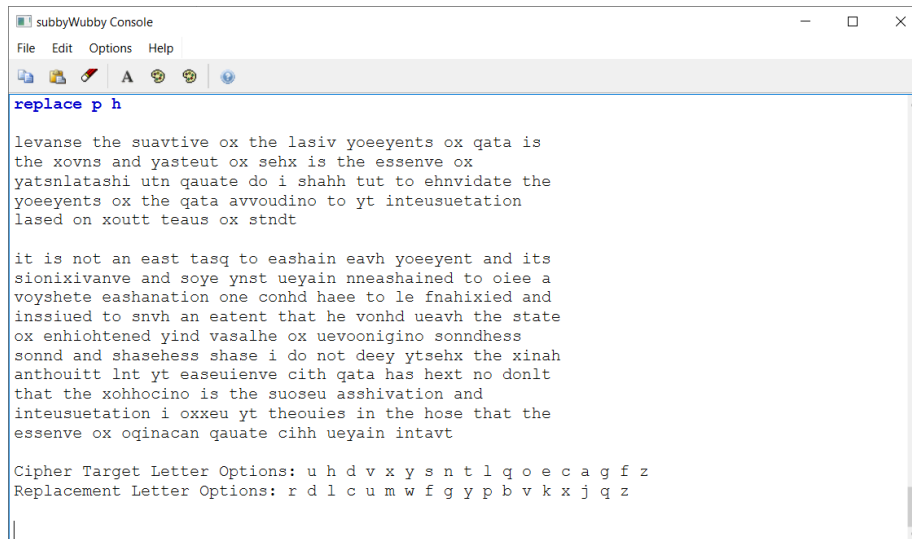 subbyWubby Console
File Edit Options Help
A
replace p h
levanse the suavtive ox the lasiv yoeeyents ox qata is
the xovns and yasteut ox sehx is the essenve ox
yatsnlatashi utn qauate do i shahh tut to ehnvidate the
yoeeyents ox the qata avvoudino to yt inteusuetation
lased on xoutt teaus ox stndt
it is not an east tasq to eashain eavh yoeeyent and its
sionixivanve and soye ynst ueyain nneashained to oiee a
voyshete eashanation one conhd haee to le fnahixied and
inssiued to snvh an eatent that he vonhd ueavh the state
ox enhiohtened yind vasalhe ox uevoonigino sonndhess
sonnd and shasehess shase i do not deey ytsehx the xinah
anthouitt lnt yt easeuienve cith qata has hext no donlt
that the xohhocino is the suoseu asshivation and
inteusuetation i oxxeu yt theouies in the hose that the
essenve ox oqinacan qauate cihh ueyain intavt
Cipher Target Letter Options: u h d v x y s n t l q o e c a g f z
Replacement Letter Options: r d l c u m w f g y p b v k x j q z